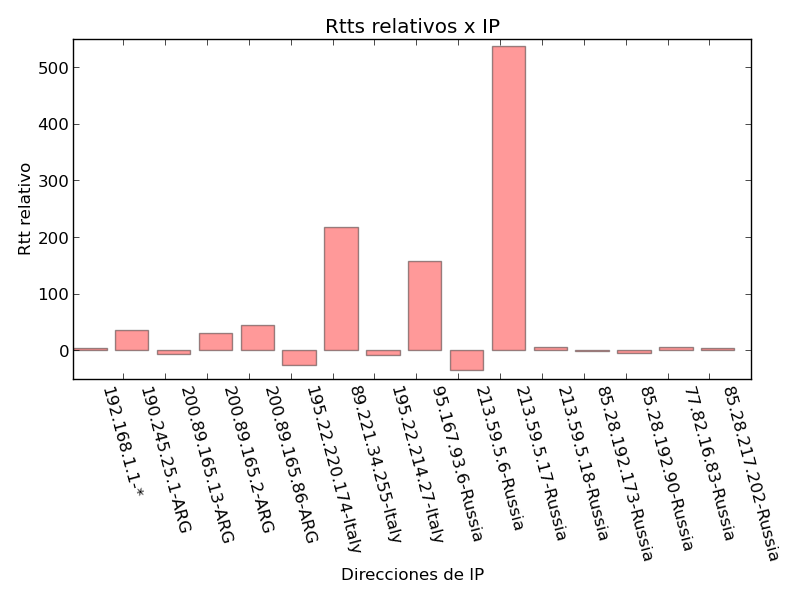 Rtts relativos x IP
Rtt relativo
500
400
300
200
100
0
192.168.1.1-*
190.245.25.1-ARG
200.89.165.13-ARG
200.89.165.2-ARG
200.89.165.86-ARG
195.22.220.174-Italy
89.221.34.255-Italy
195.22.214.27-Italy
95.167.93.6-Russia
213.59.5.6-Russia
213.59.5.17-Russia
213.59.5.18-Russia
85.28.192.173-Russia
85.28.192.90-Russia
77.82.16.83-Russia
85.28.217.202-Russia
Direcciones de IP